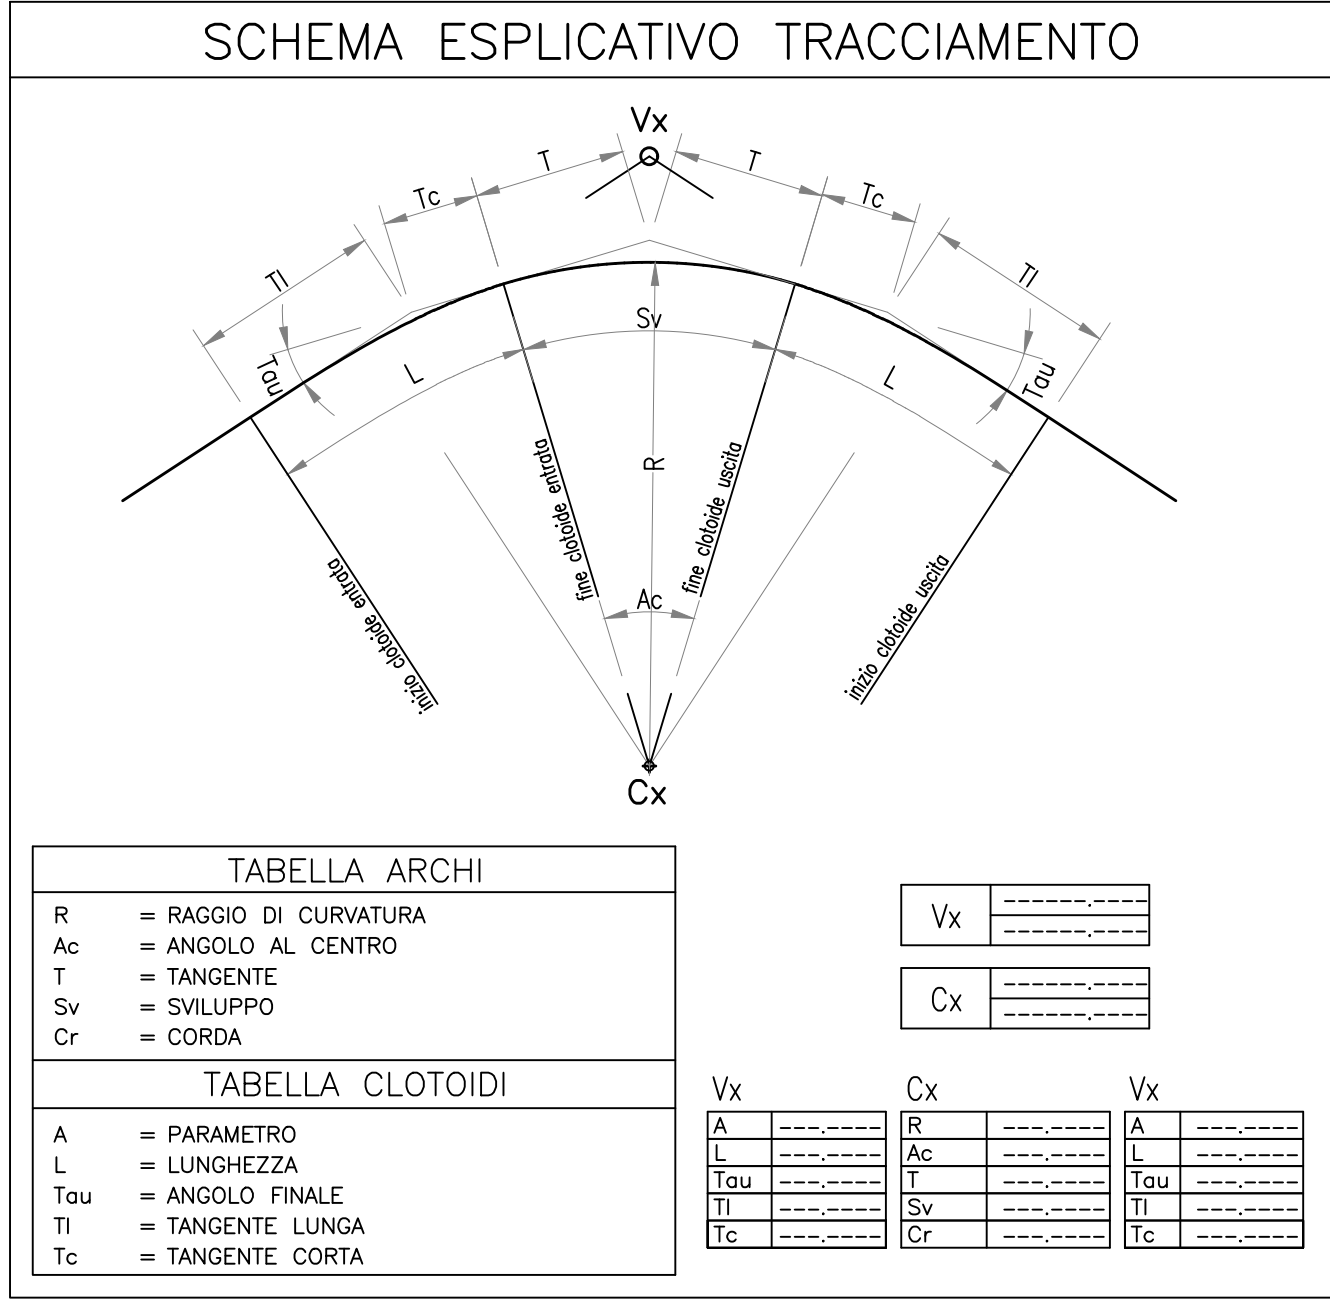 SCHEMA ESPLICATIVO TRACCIAMENTO
Vx
T
T
Tc
Tc
Tl
Tl
Sv
Tau
Tau
L
L
R
fine clotoide entrata
fine clotoide uscita
inizio clotoide entrata
inizio clotoide uscita
Ac
Cx
TABELLA ARCHI
R = RAGGIO DI CURVATURA
Ac = ANGOLO AL CENTRO
T = TANGENTE
Sv = SVILUPPO
Cr = CORDA
TABELLA CLOTOIDI
A = PARAMETRO
L = LUNGHEZZA
Tau = ANGOLO FINALE
Tl = TANGENTE LUNGA
Tc = TANGENTE CORTA
Vx ------.----
------.----
Cx ------.----
------.----
Vx
A ---.----
L ---.----
Tau ---.----
Tl ---.----
Tc ---.----
Cx
R ---.----
Ac ---.----
T ---.----
Sv ---.----
Cr ---.----
Vx
A ---.----
L ---.----
Tau ---.----
Tl ---.----
Tc ---.----